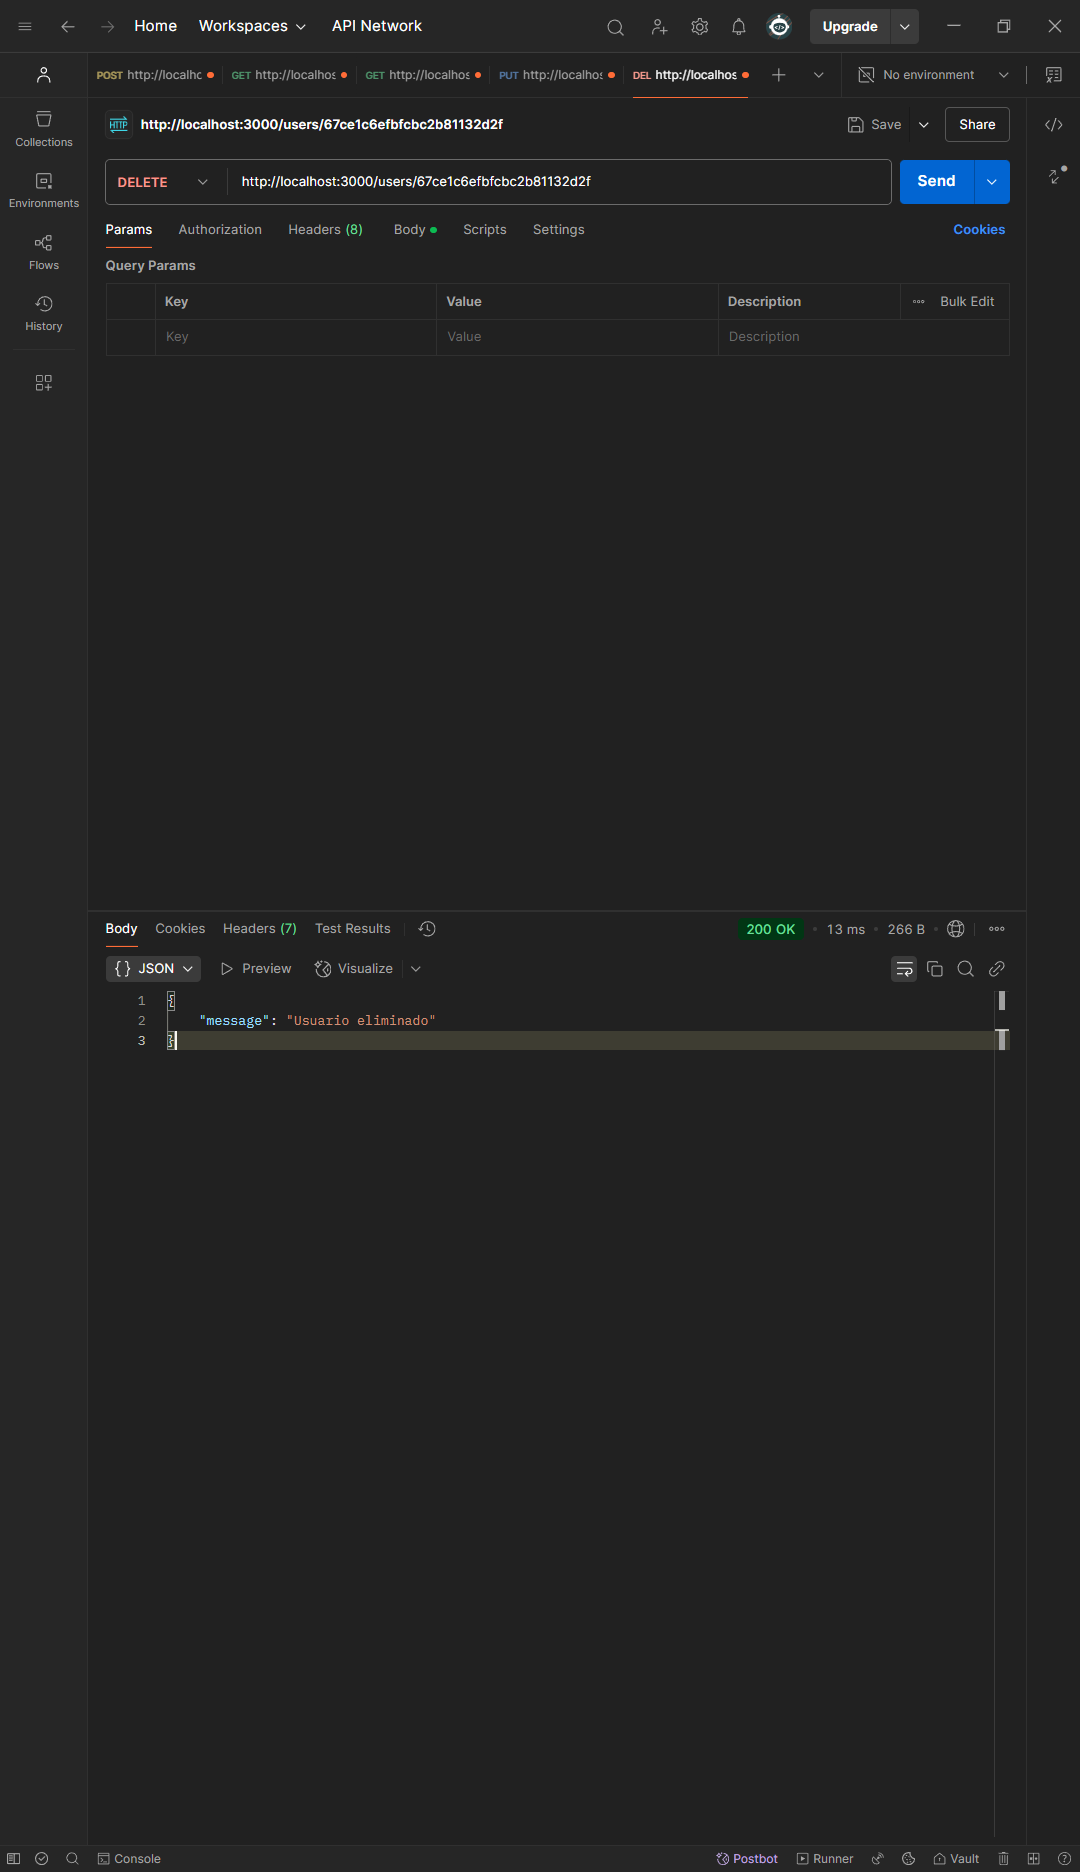 Home Workspaces API Network Upgrade
POST http://localhc GET http://localhos GET http://localhos PUT http://localhos DEL http://localhos No environment
Collections
Environments
Flows
History
HTTP http://localhost:3000/users/67ce1c6efbfcbc2b81132d2f Save Share
DELETE http://localhost:3000/users/67ce1c6efbfcbc2b81132d2f Send
Params Authorization Headers (8) Body Scripts Settings Cookies
Query Params
Key Value Description Bulk Edit
Key Value Description
Body Cookies Headers (7) Test Results 200 OK 13 ms 266 B
{} JSON Preview Visualize
1 {
2 "message": "Usuario eliminado"
3 }
Console Postbot Runner Vault